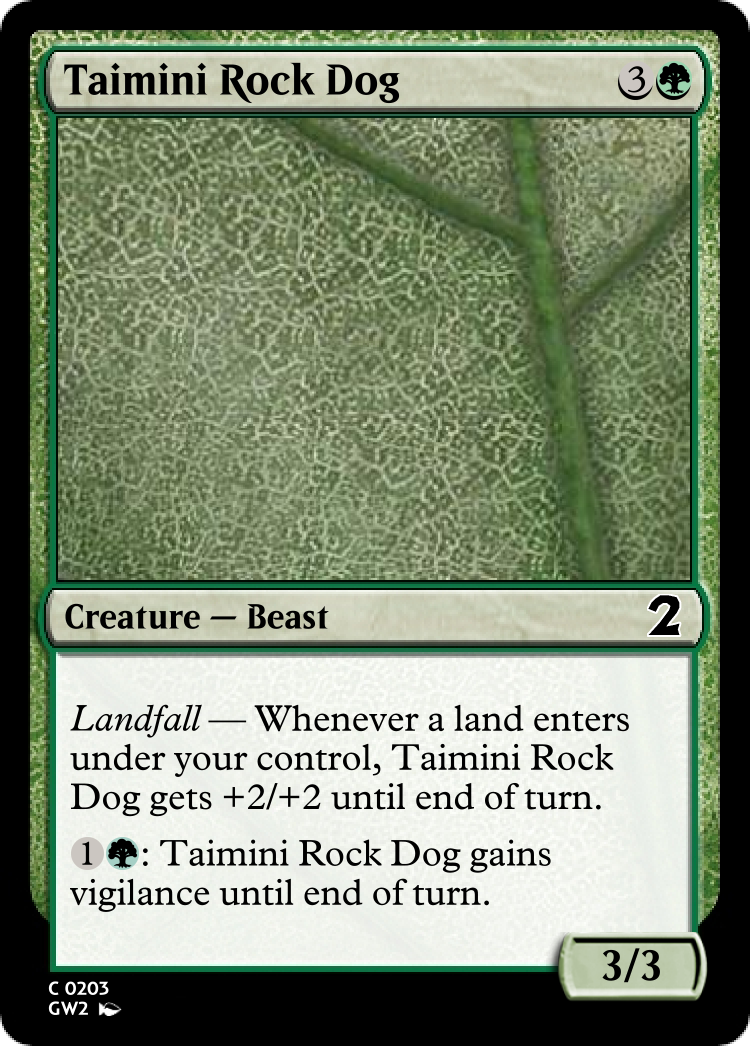 Taimini Rock Dog 3
Creature — Beast 2
Landfall — Whenever a land enters
under your control, Taimini Rock
Dog gets +2/+2 until end of turn.
1: Taimini Rock Dog gains
vigilance until end of turn.
3/3
C 0203
GW2